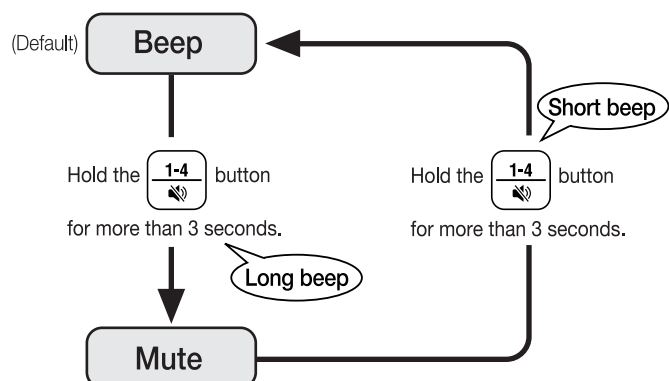 (Default) Beep
Short beep
Hold the 1-4 button
for more than 3 seconds.
Long beep
Hold the 1-4 button
for more than 3 seconds.
Mute